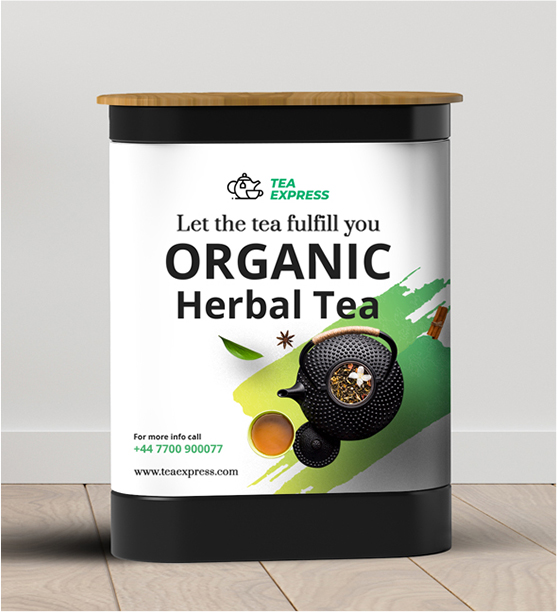 TEA
EXPRESS
Let the tea fulfill you
ORGANIC
Herbal Tea
For more info call
+44 7700 900077
www.teaexpress.com